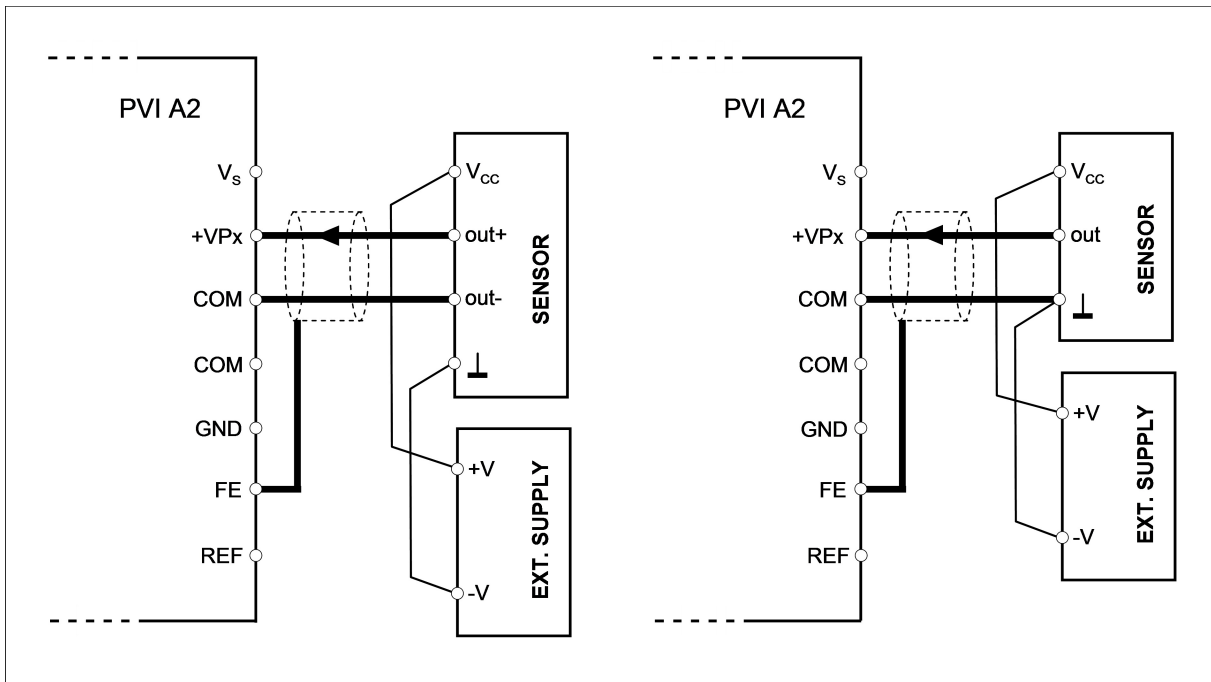 PVI A2
V_S
+VPx
COM
COM
GND
FE
REF
V_CC
out+
out-
SENSOR
+V
-V
EXT. SUPPLY
PVI A2
V_S
+VPx
COM
COM
GND
FE
REF
V_CC
out
SENSOR
+V
-V
EXT. SUPPLY